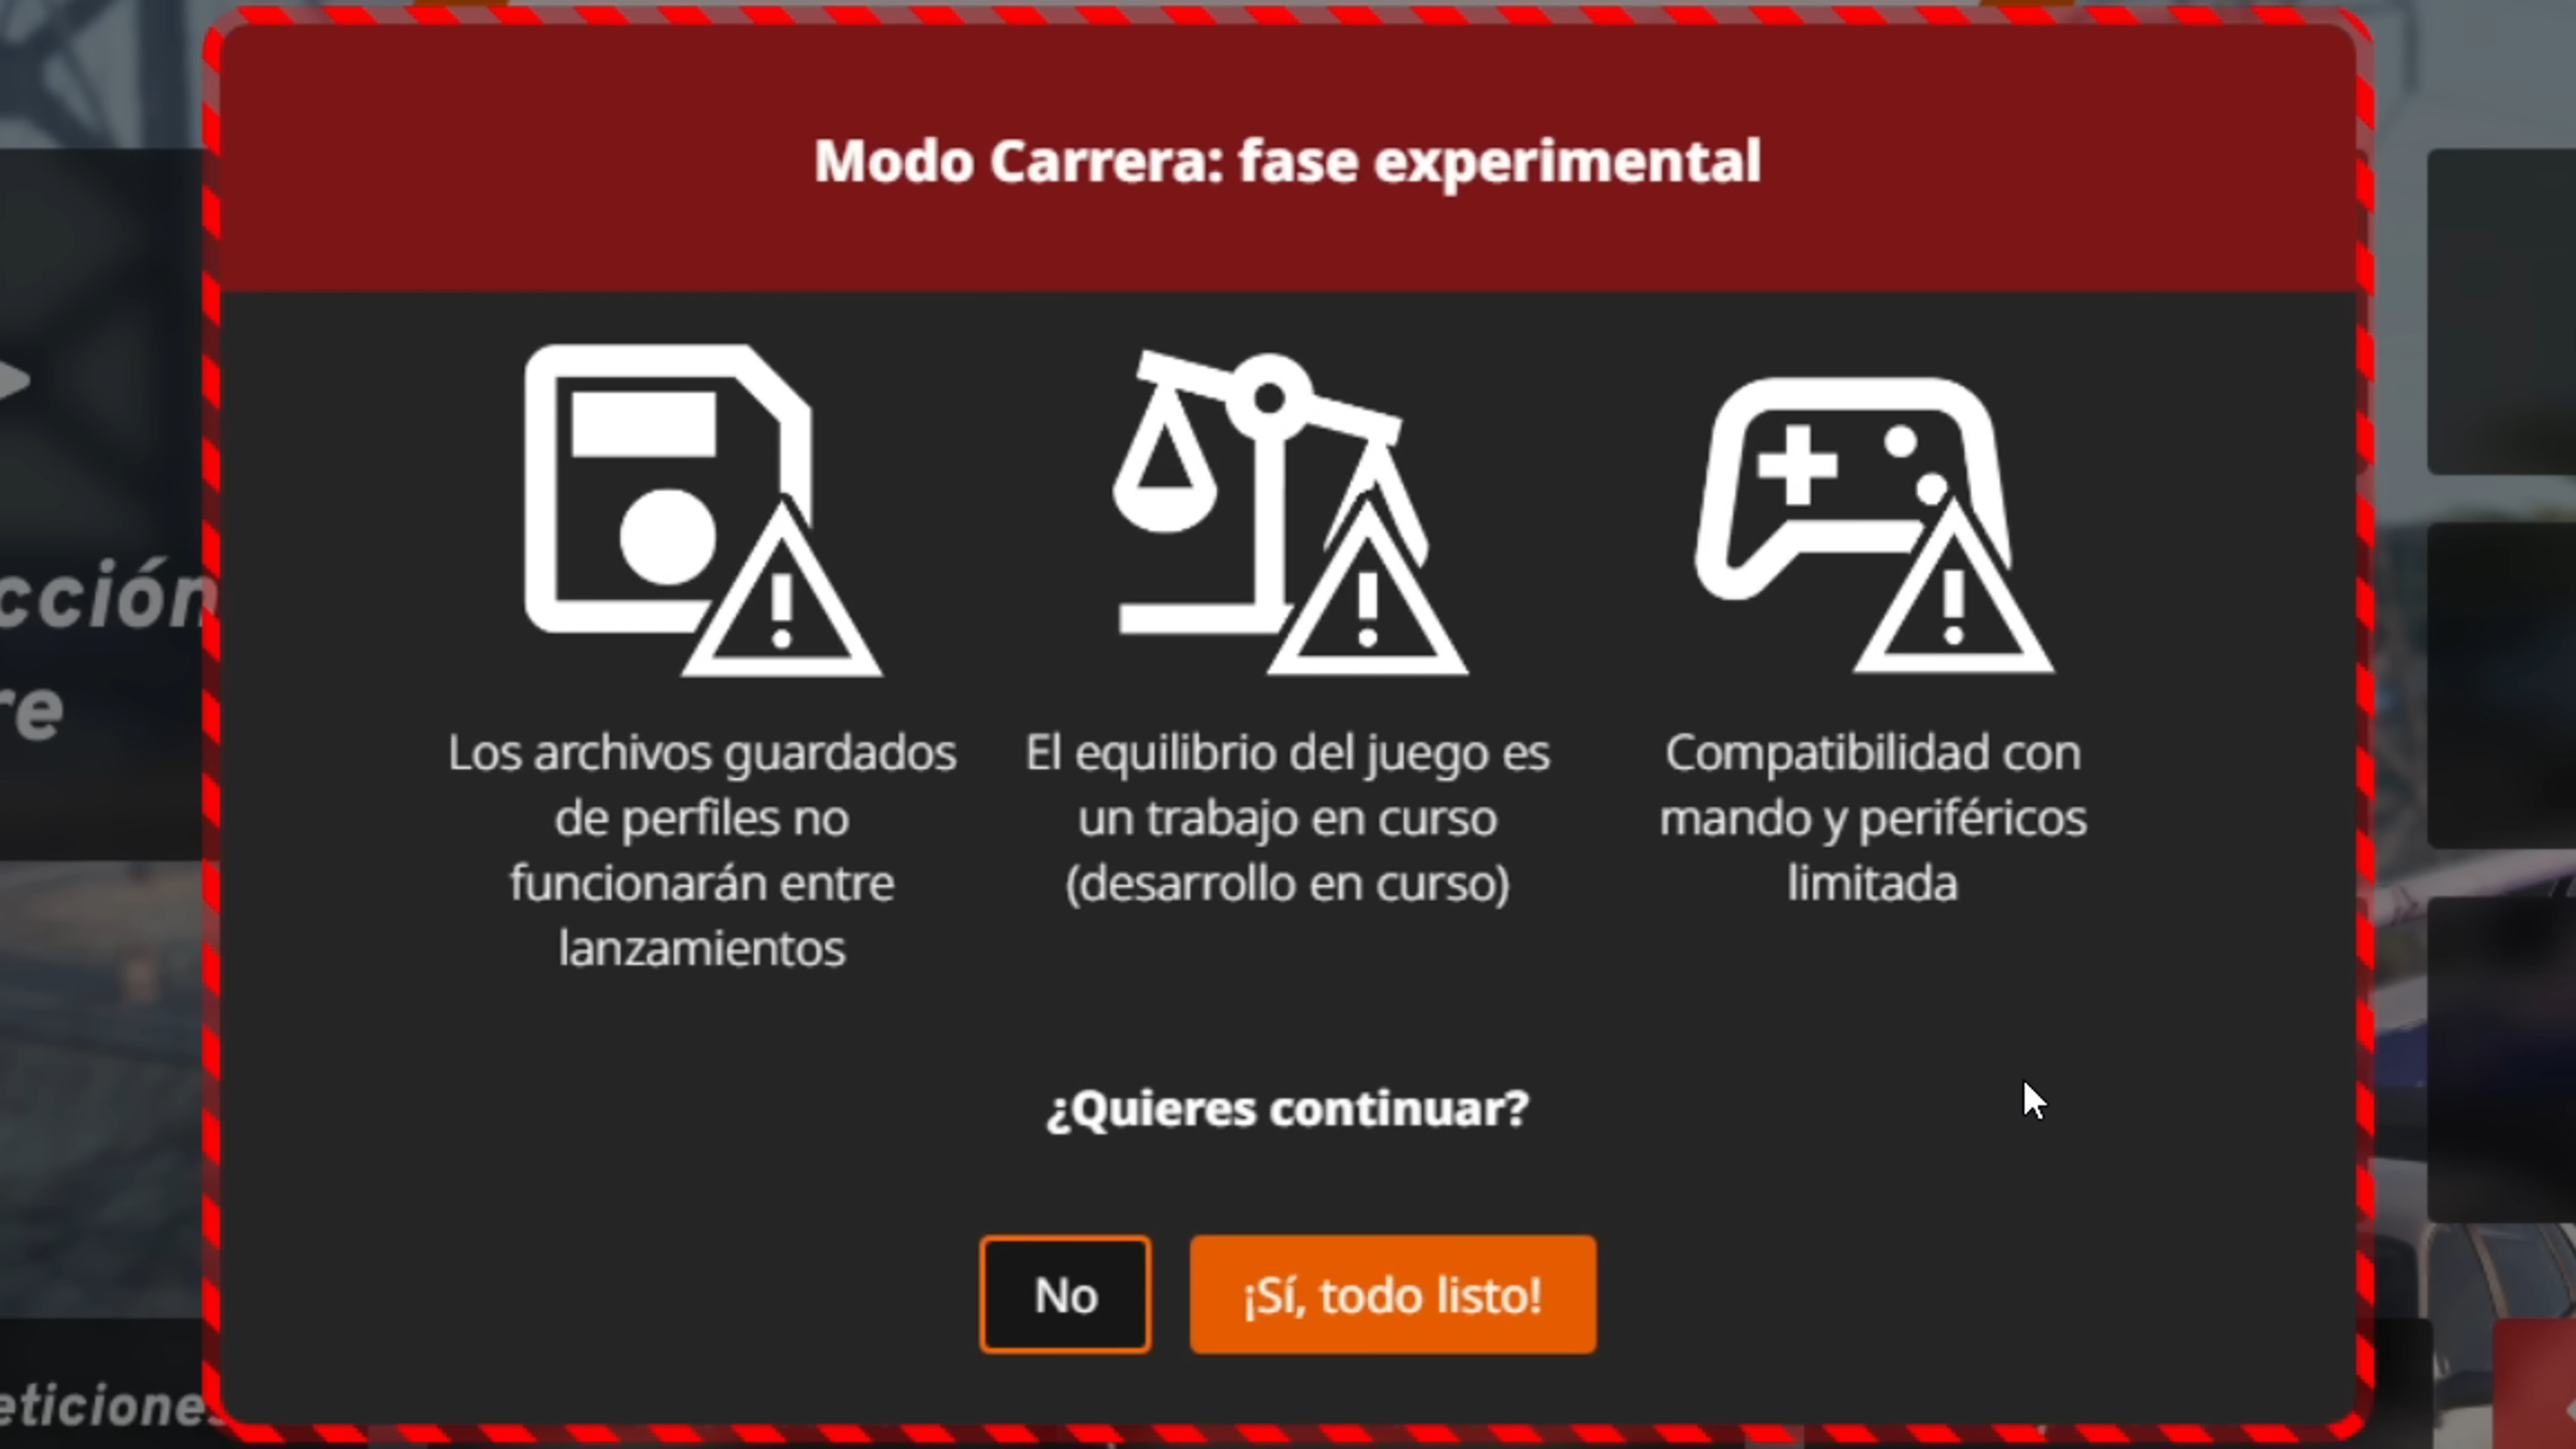 Modo Carrera: fase experimental
Los archivos guardados
de perfiles no
funcionarán entre
lanzamientos
El equilibrio del juego es
un trabajo en curso
(desarrollo en curso)
Compatibilidad con
mando y periféricos
limitada
¿Quieres continuar?
No
¡Sí, todo listo!